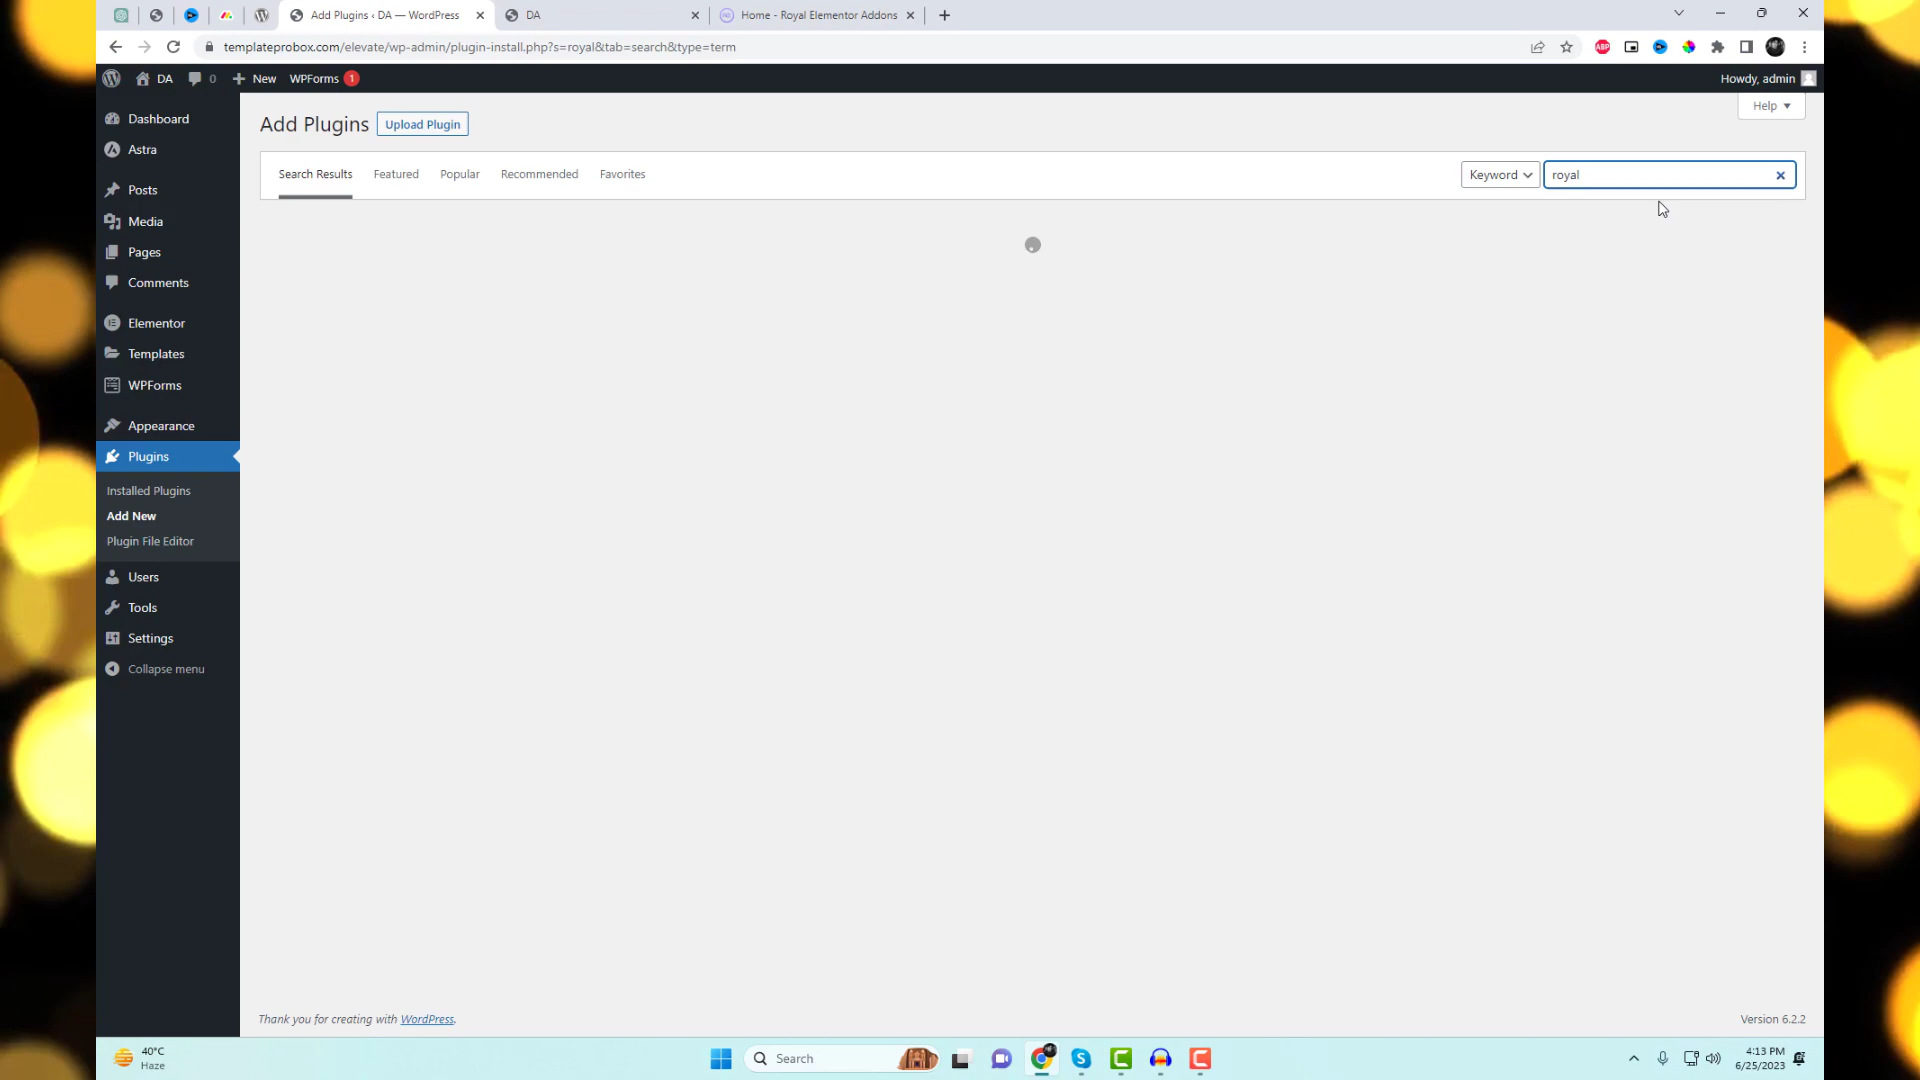 Add Plugins ‹ DA — WordPress
DA
Home - Royal Elementor Addons
templateprobox.com/elevate/wp-admin/plugin-install.php?s=royal&tab=search&type=term
ABP
DA
0
New
WPForms 1
Howdy, admin
Dashboard
Astra
Posts
Media
Pages
Comments
Elementor
Templates
WPForms
Appearance
Plugins
Installed Plugins
Add New
Plugin File Editor
Users
Tools
Settings
Collapse menu
Help
Add Plugins
Upload Plugin
Search Results
Featured
Popular
Recommended
Favorites
Keyword
royal
Thank you for creating with WordPress.
Version 6.2.2
40°C
Haze
Search
4:13 PM
6/25/2023